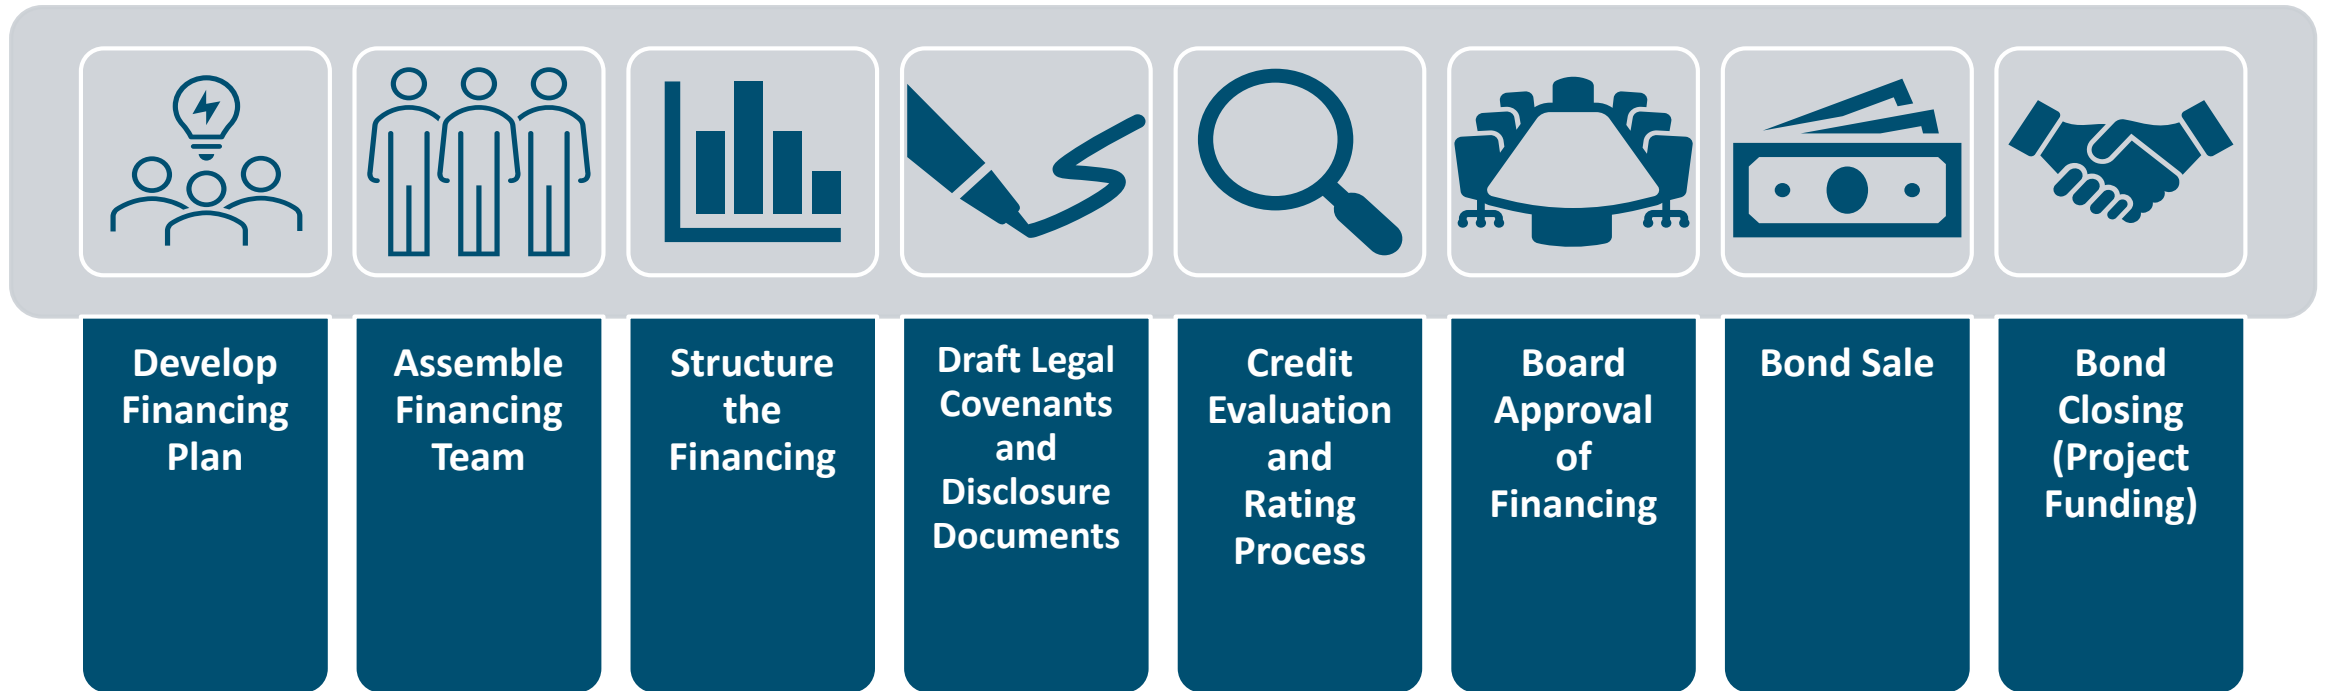 Develop
Financing
Plan
Assemble
Financing
Team
Structure
the
Financing
Draft Legal
Covenants
and
Disclosure
Documents
Credit
Evaluation
and
Rating
Process
Board
Approval
of
Financing
Bond Sale
Bond
Closing
(Project
Funding)